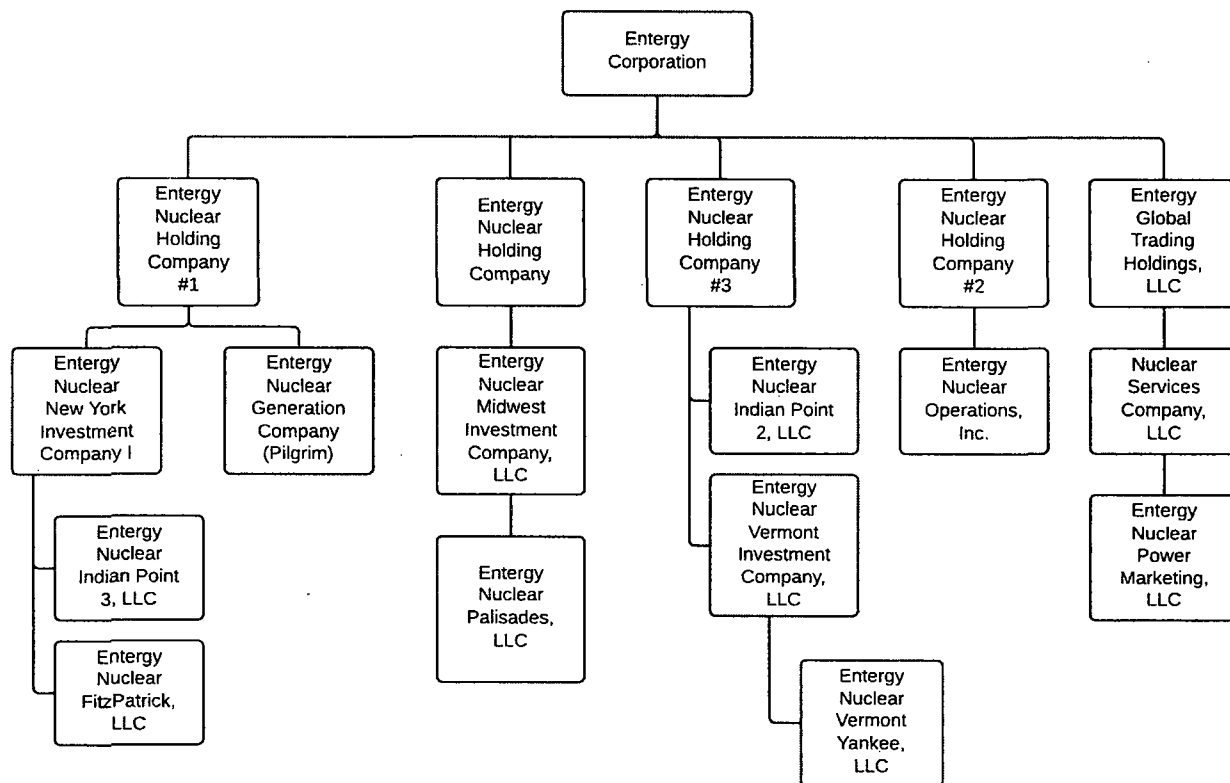 Entergy
Corporation
Entergy
Nuclear
Holding
Company
#1
Entergy
Nuclear
Holding
Company
Entergy
Nuclear
Holding
Company
#3
Entergy
Nuclear
Holding
Company
#2
Entergy
Global
Trading
Holdings,
LLC
Entergy
Nuclear
New York
Investment
Company I
Entergy
Nuclear
Generation
Company
(Pilgrim)
Entergy
Nuclear
Midwest
Investment
Company,
LLC
Entergy
Nuclear
Indian Point
2, LLC
Entergy
Nuclear
Operations,
Inc.
Nuclear
Services
Company,
LLC
Entergy
Nuclear
Indian Point
3, LLC
Entergy
Nuclear
Palisades,
LLC
Entergy
Nuclear
Vermont
Investment
Company,
LLC
Entergy
Nuclear
Power
Marketing,
LLC
Entergy
Nuclear
FitzPatrick,
LLC
Entergy
Nuclear
Vermont
Yankee,
LLC